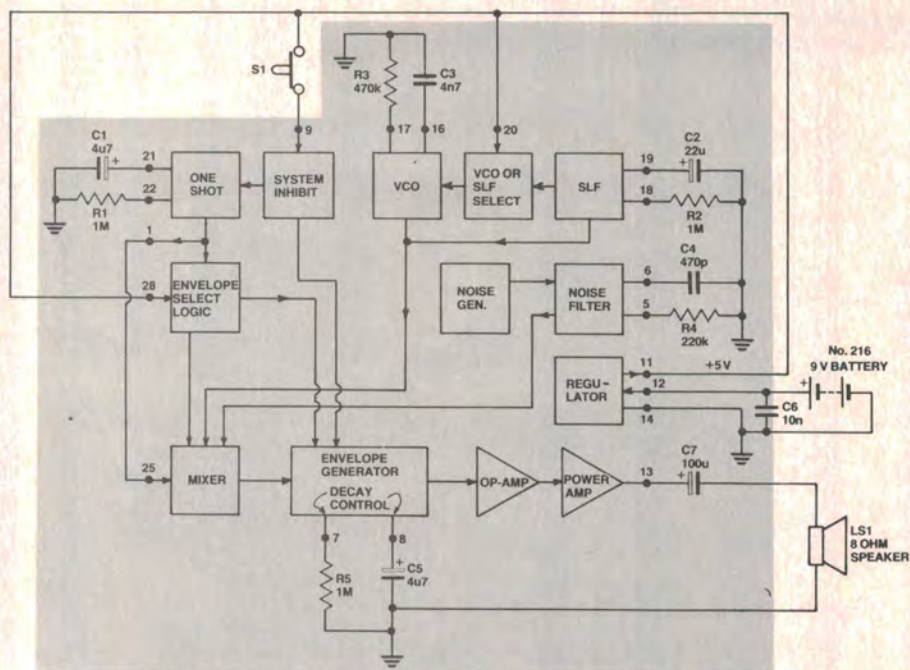 S1
9
R3
470k
C3
4n7
17
16
20
C1
4u7
+
21
22
R1
1M
1
28
ONE
SHOT
SYSTEM
INHIBIT
VCO
VCO OR
SLF
SELECT
SLF
19
18
C2
22u
+
R2
1M
C4
470p
ENVELOPE
SELECT
LOGIC
NOISE
GEN.
NOISE
FILTER
6
5
R4
220k
REGU-
LATOR
11
+5V
12
14
No. 216
9 V BATTERY
+
C6
10n
25
MIXER
ENVELOPE
GENERATOR
DECAY
CONTROL
OP-AMP
POWER
AMP
13
C7
100u
+
7
8
R5
1M
+
C5
4u7
LS1
8 OHM
SPEAKER